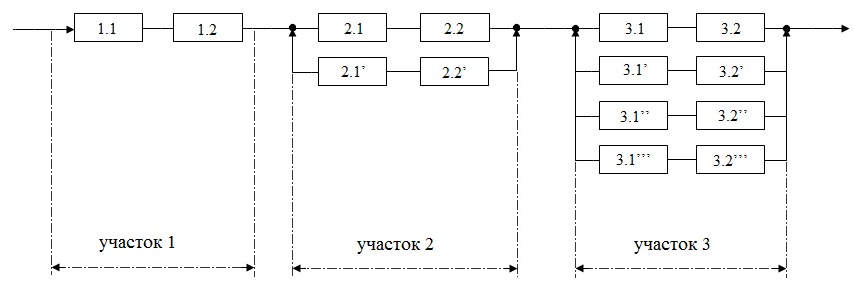 1.1 1.2 2.1 2.2 3.1 3.2
2.1’ 2.2’ 3.1’ 3.2’
3.1’’ 3.2’’
3.1’’’ 3.2’’’
участок 1 участок 2 участок 3